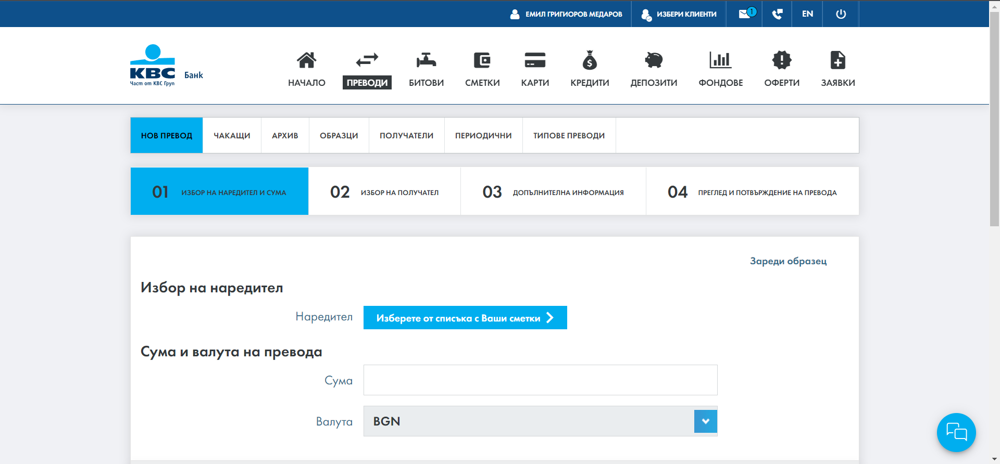 ЕМИЛ ГРИГИОРОВ МЕДАРОВ
ИЗБЕРИ КЛИЕНТИ
1
EN
KBC Банк
Част от КВС Груп
НАЧАЛО
ПРЕВОДИ
БИТОВИ
СМЕТКИ
КАРТИ
КРЕДИТИ
ДЕПОЗИТИ
ФОНДОВЕ
ОФЕРТИ
ЗАЯВКИ
НОВ ПРЕВОД
ЧАКАЩИ
АРХИВ
ОБРАЗЦИ
ПОЛУЧАТЕЛИ
ПЕРИОДИЧНИ
ТИПОВЕ ПРЕВОДИ
01 ИЗБОР НА НАРЕДИТЕЛ И СУМА
02 ИЗБОР НА ПОЛУЧАТЕЛ
03 ДОПЪЛНИТЕЛНА ИНФОРМАЦИЯ
04 ПРЕГЛЕД И ПОТВЪРЖДЕНИЕ НА ПРЕВОДА
Зареди образец
Избор на наредител
Наредител
Изберете от списъка с Ваши сметки
Сума и валута на превода
Сума
Валута
BGN